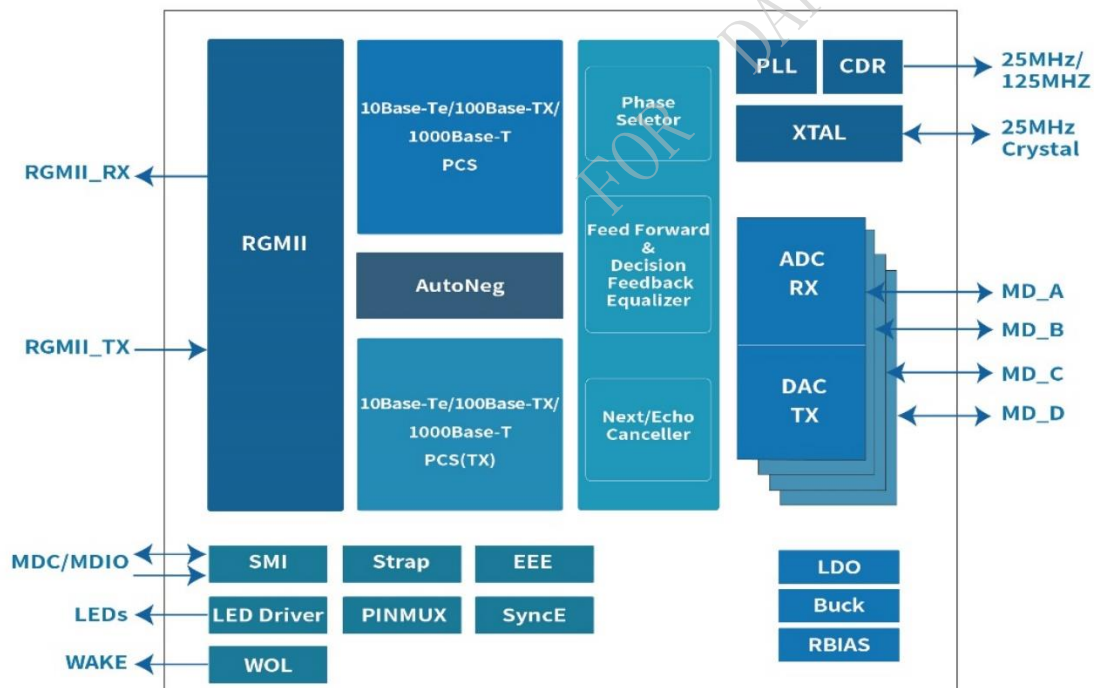 RGMII_RX
RGMII_TX
RGMII
10Base-Te/100Base-TX/
1000Base-T
PCS
AutoNeg
10Base-Te/100Base-TX/
1000Base-T
PCS(TX)
Phase
Seletor
Feed Forward
&
Decision
Feedback
Equalizer
Next/Echo
Canceller
PLL
CDR
25MHz/
125MHZ
XTAL
25MHz
Crystal
ADC
RX
DAC
TX
MD_A
MD_B
MD_C
MD_D
MDC/MDIO
SMI
Strap
EEE
LEDs
LED Driver
PINMUX
SyncE
WAKE
WOL
LDO
Buck
RBIAS
FOR